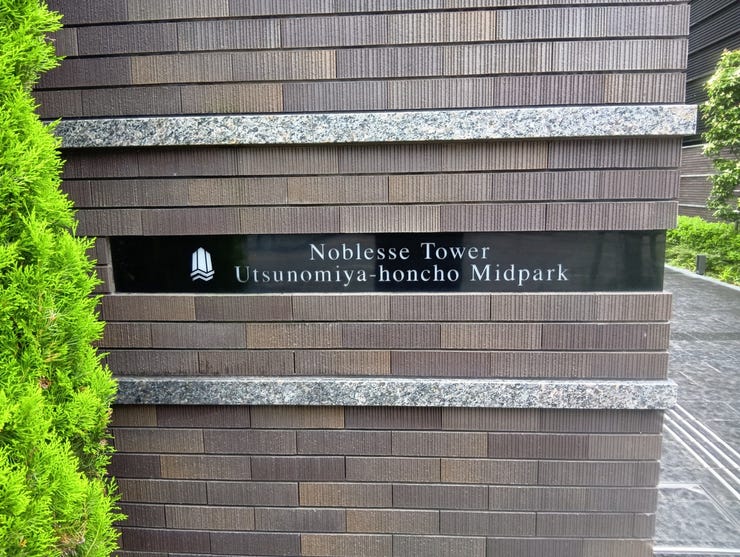 Noblesse Tower
Utsunomiya-honcho Midpark